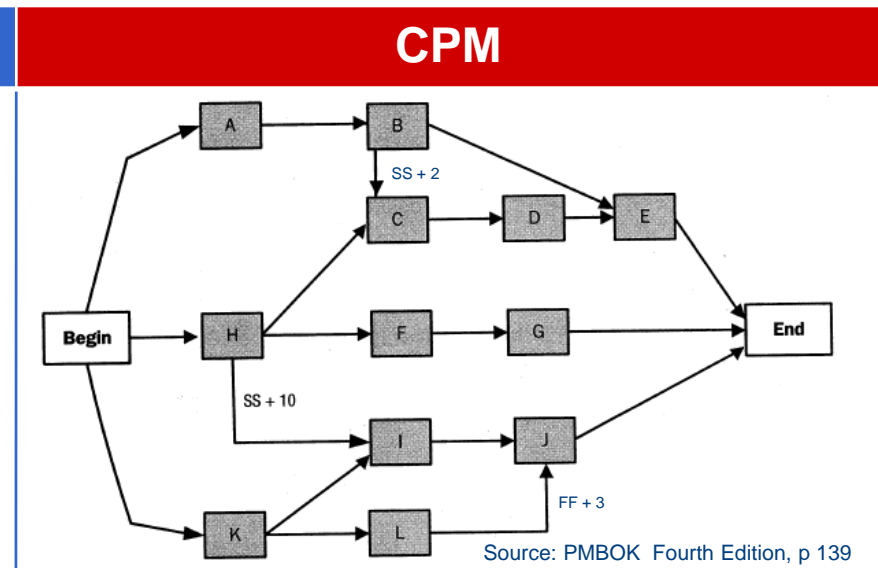 CPM
A
B
SS + 2
C
D
E
Begin
H
F
G
End
SS + 10
I
J
FF + 3
K
L
Source: PMBOK Fourth Edition, p 139